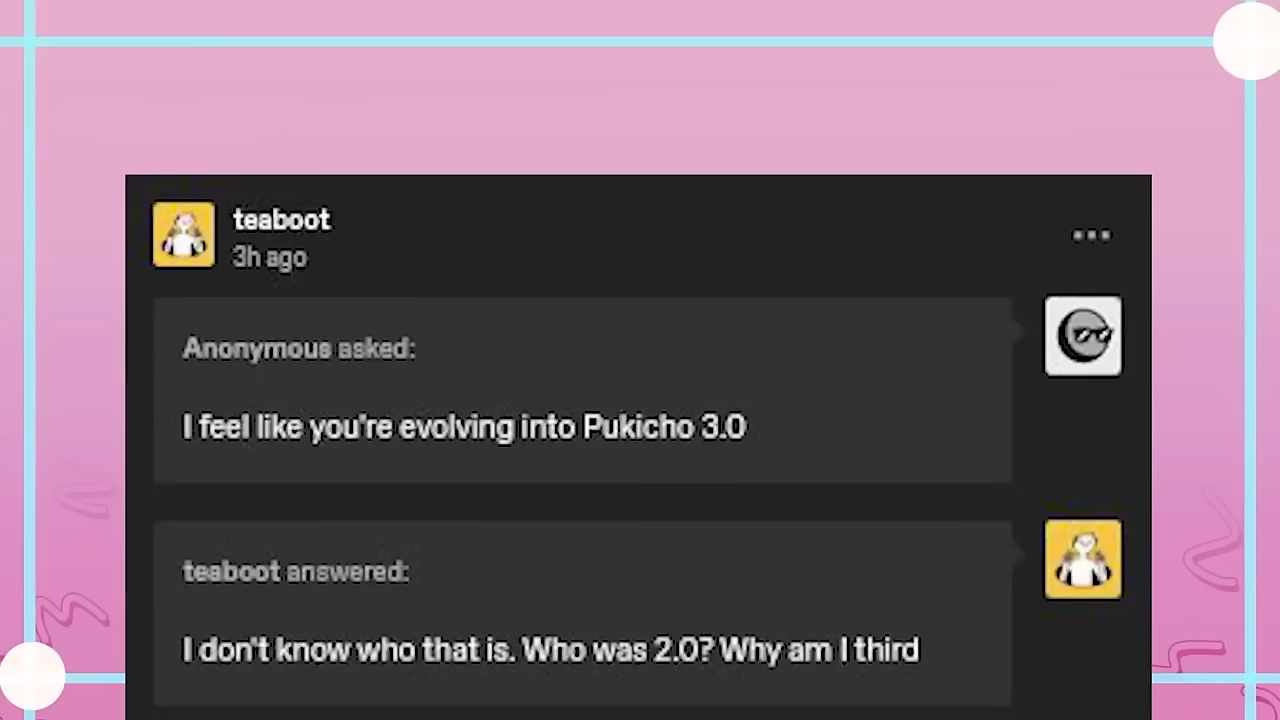 teaboot
3h ago
Anonymous asked:
I feel like you're evolving into Pukicho 3.0
teaboot answered:
I don't know who that is. Who was 2.0? Why am I third